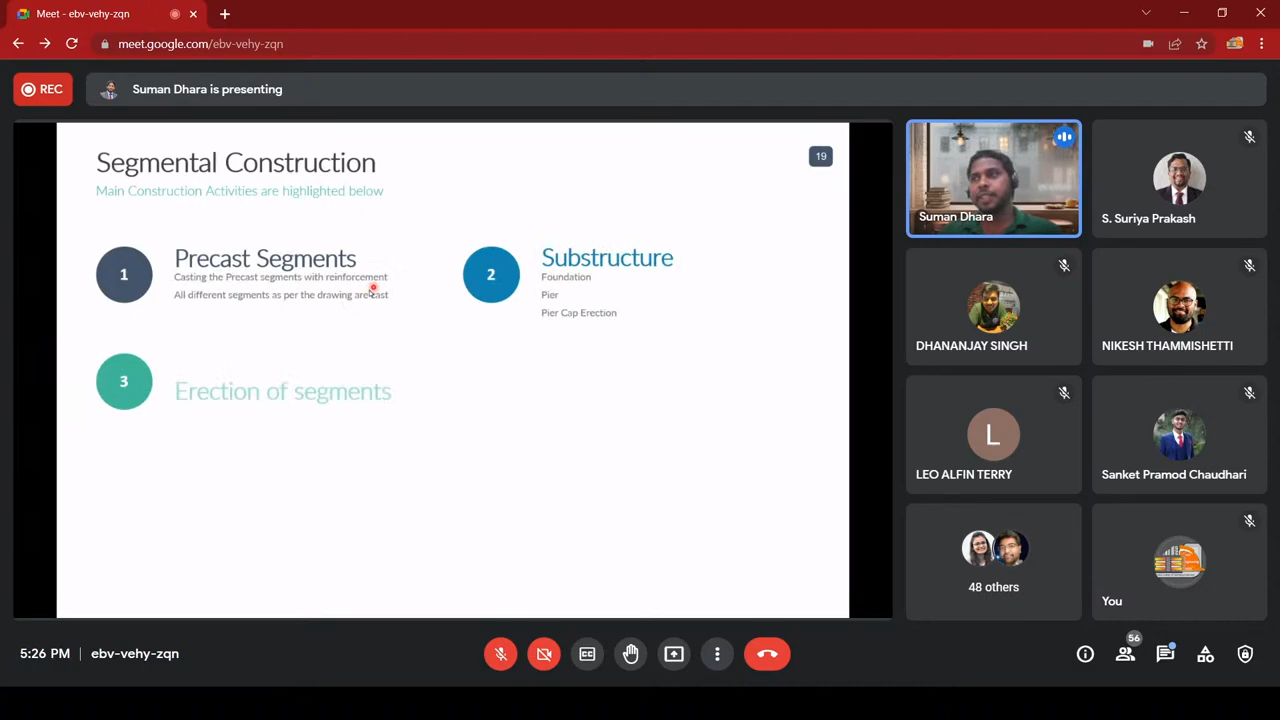 Meet - ebv-vehy-zqn
meet.google.com/ebv-vehy-zqn
REC
Suman Dhara is presenting
Segmental Construction
19
Main Construction Activities are highlighted below
1
Precast Segments
Casting the Precast segments with reinforcement
All different segments as per the drawing are cast
2
Substructure
Foundation
Pier
Pier Cap Erection
3
Erection of segments
Suman Dhara
S. Suriya Prakash
DHANANJAY SINGH
NIKESH THAMMISHETTI
L
LEO ALFIN TERRY
Sanket Pramod Chaudhari
48 others
You
5:26 PM
ebv-vehy-zqn
CC
56